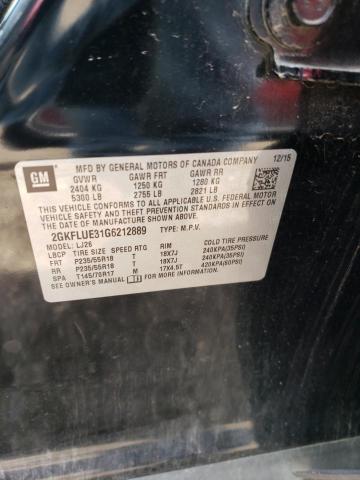 GM
MFD BY GENERAL MOTORS OF CANADA COMPANY 12/15
GVWR GAWR FRT GAWR RR
2404 KG 1250 KG 1280 KG
5300 LB 2755 LB 2821 LB
THIS VEHICLE CONFORMS TO ALL APPLICABLE U.S. FEDERAL MOTOR
VEHICLE SAFETY STANDARDS IN EFFECT ON THE DATE OF
MANUFACTURE SHOWN ABOVE.
2GKFLUE31G6212889 TYPE: M.P.V.
MODEL: LJ26
LBCP TIRE SIZE SPEED RTG RIM COLD TIRE PRESSURE
FRT P235/55R18 T 18X7J 240KPA(35PSI)
RR P235/55R18 T 18X7J 240KPA(35PSI)
SPA T145/70R17 M 17X4.5T 420KPA(60PSI)
SEE OWNER'S MANUAL FOR ADDITIONAL INFORMATION.